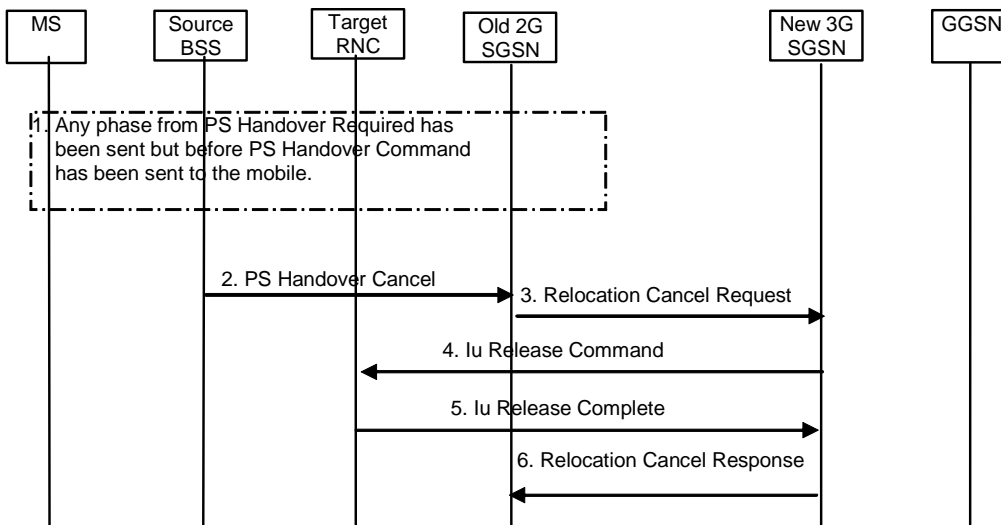 MS
Source
BSS
Target
RNC
Old 2G
SGSN
New 3G
SGSN
GGSN
1. Any phase from PS Handover Required has
been sent but before PS Handover Command
has been sent to the mobile.
2. PS Handover Cancel
3. Relocation Cancel Request
4. Iu Release Command
5. Iu Release Complete
6. Relocation Cancel Response